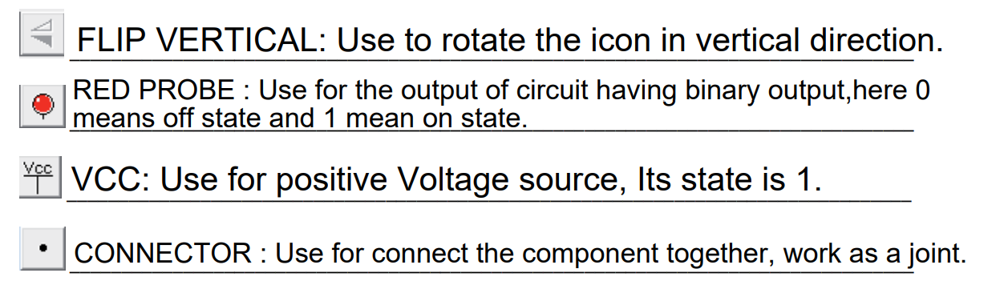 FLIP VERTICAL: Use to rotate the icon in vertical direction.
RED PROBE : Use for the output of circuit having binary output,here 0
means off state and 1 mean on state.
Vcc
VCC: Use for positive Voltage source, Its state is 1.
CONNECTOR : Use for connect the component together, work as a joint.